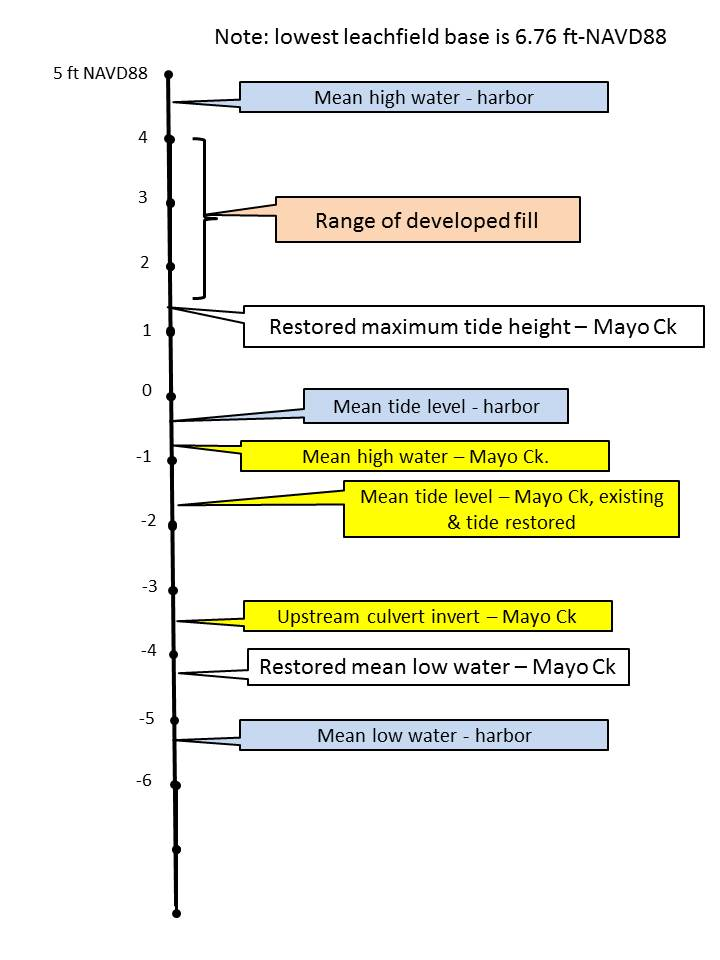 Note: lowest leachfield base is 6.76 ft-NAVD88
5 ft NAVD88
Mean high water - harbor
4
3
Range of developed fill
2
Restored maximum tide height – Mayo Ck
1
0
Mean tide level - harbor
-1
Mean high water – Mayo Ck.
Mean tide level – Mayo Ck, existing
& tide restored
-2
-3
Upstream culvert invert – Mayo Ck
-4
Restored mean low water – Mayo Ck
-5
Mean low water - harbor
-6